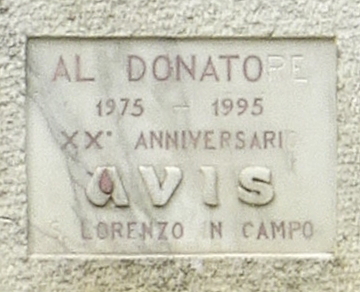 AL DONATORE
1975 - 1995
XX° ANNIVERSARIO
AVIS
S. LORENZO IN CAMPO